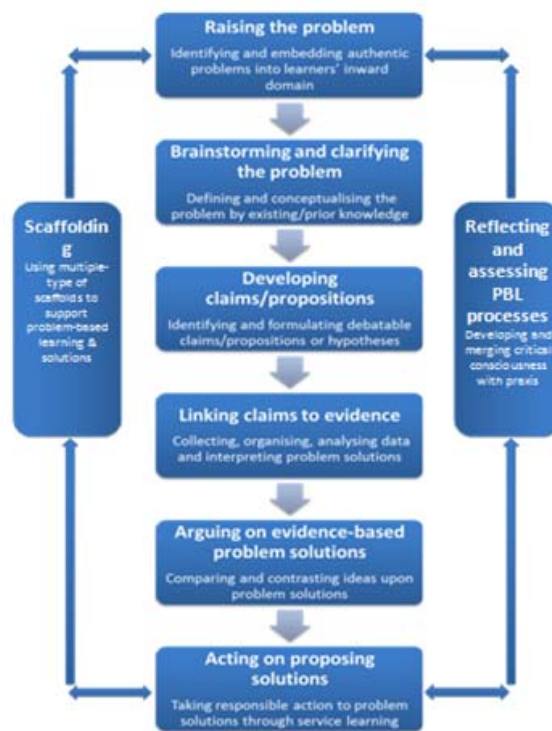 Raising the problem
Identifying and embedding authentic
problems into learners' inward
domain
Brainstorming and clarifying
the problem
Defining and conceptualising the
problem by existing/prior knowledge
Scaffoldin
g
Using multiple-
type of
scaffolds to
support
problem-based
learning &
solutions
Developing
claims/propositions
Identifying and formulating debatable
claims/propositions or hypotheses
Reflecting
and
assessing
PBL
processes
Developing and
merging critical
consciousness
with praxis
Linking claims to evidence
Collecting, organising, analysing data
and interpreting problem solutions
Arguing on evidence-based
problem solutions
Comparing and contrasting ideas upon
problem solutions
Acting on proposing
solutions
Taking responsible action to problem
solutions through service learning